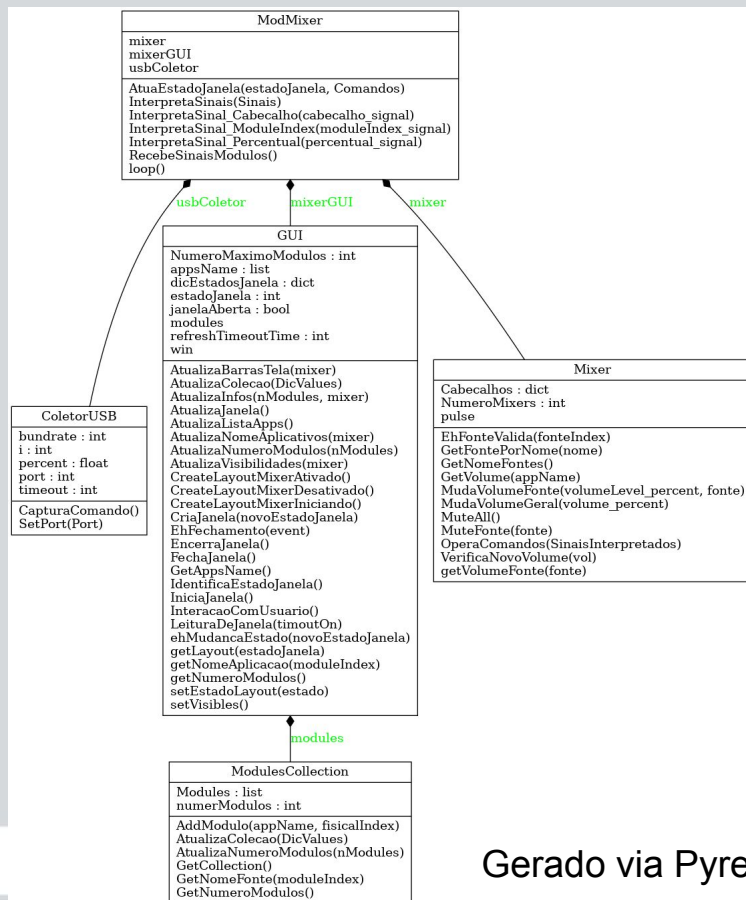 ModMixer
mixer
mixerGUI
usbColetor
AtuaEstadoJanela(estadoJanela, Comandos)
InterpretaSinais(Sinais)
InterpretaSinal_Cabecalho(cabecalho_signal)
InterpretaSinal_ModuleIndex(moduleIndex_signal)
InterpretaSinal_Percentual(percentual_signal)
RecebeSinaisModulos()
loop()
usbColetor
mixerGUI
mixer
GUI
NumeroMaximoModulos : int
appsName : list
dicEstadosJanela : dict
estadoJanela : int
janelaAberta : bool
modules
refreshTimeoutTime : int
win
AtualizaBarrasTela(mixer)
AtualizaColecao(DicValues)
AtualizaInfos(nModules, mixer)
AtualizaJanela()
AtualizaListaApps()
AtualizaNomeAplicativos(mixer)
AtualizaNumeroModulos(nModules)
AtualizaVisibilidades(mixer)
CreateLayoutMixerAtivado()
CreateLayoutMixerDesativado()
CreateLayoutMixerIniciando()
CriaJanela(novoEstadoJanela)
EhFechamento(event)
EncerraJanela()
FechaJanela()
GetAppsName()
IdentificaEstadoJanela()
IniciaJanela()
InteracaoComUsuario()
LeituraDeJanela(timoutOn)
ehMudancaEstado(novoEstadoJanela)
getLayout(estadoJanela)
getNomeAplicacao(moduleIndex)
getNumeroModulos()
setEstadoLayout(estado)
setVisibles()
ColetorUSB
bundrate : int
i : int
percent : float
port : int
timeout : int
CapturaComando()
SetPort(Port)
Mixer
Cabecalhos : dict
NumeroMixers : int
pulse
EhFonteValida(fonteIndex)
GetFontePorNome(nome)
GetNomeFontes()
GetVolume(appName)
MudaVolumeFonte(volumeLevel_percent, fonte)
MudaVolumeGeral(volume_percent)
MuteAll()
MuteFonte(fonte)
OperaComandos(SinaisInterpretados)
VerificaNovoVolume(vol)
getVolumeFonte(fonte)
modules
ModulesCollection
Modules : list
numerModulos : int
AddModulo(appName, fisicalIndex)
AtualizaColecao(DicValues)
AtualizaNumeroModulos(nModules)
GetCollection()
GetNomeFonte(moduleIndex)
GetNumeroModulos()
Gerado via Pyre